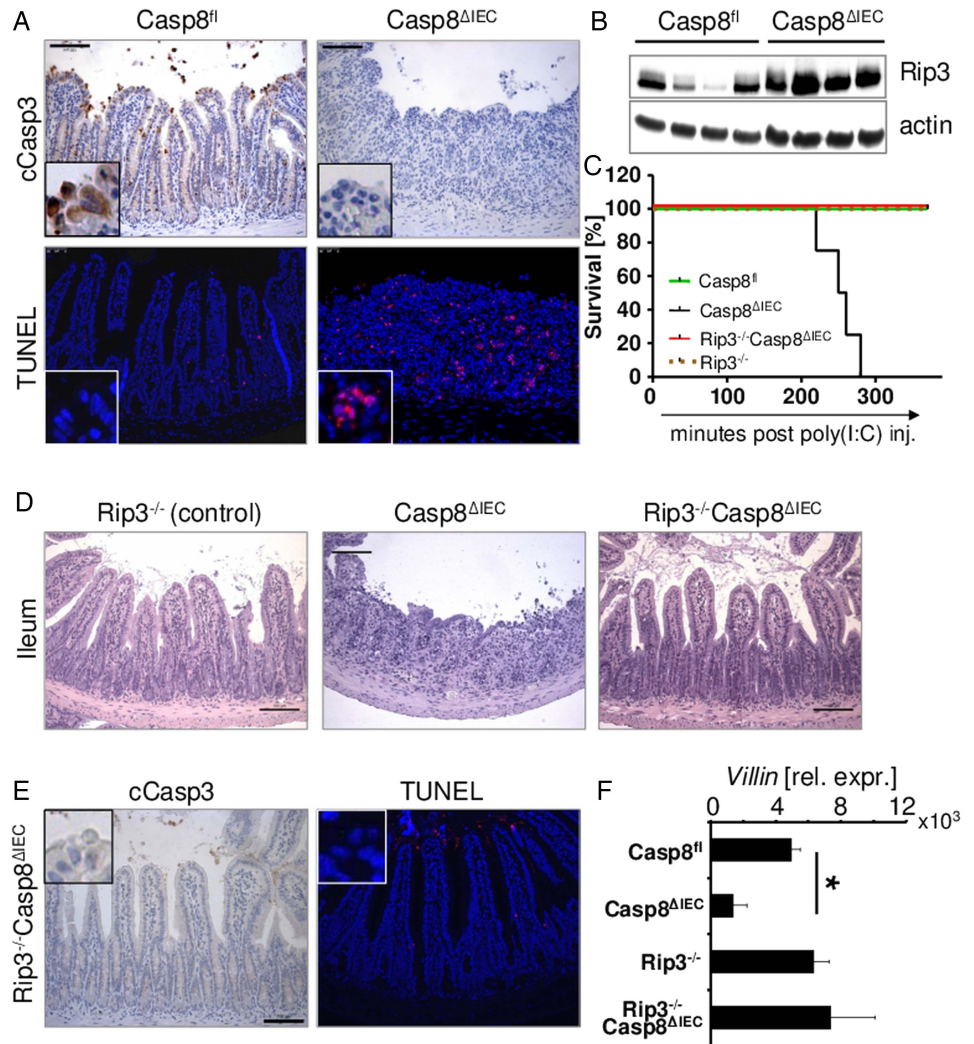 A
Casp8fl
Casp8ΔIEC
cCasp3
TUNEL
B
Casp8fl
Casp8ΔIEC
Rip3
actin
C
120
100
80
60
40
20
0
Survival [%]
Casp8fl
Casp8ΔIEC
Rip3-/-Casp8ΔIEC
Rip3-/-
0 100 200 300
minutes post poly(I:C) inj.
D
Rip3-/- (control)
Casp8ΔIEC
Rip3-/-Casp8ΔIEC
Ileum
E
cCasp3
TUNEL
Rip3-/-Casp8ΔIEC
F
Villin [rel. expr.]
0 4 8 12
x10³
Casp8fl
Casp8ΔIEC
Rip3-/-
Rip3-/-
Casp8ΔIEC
*